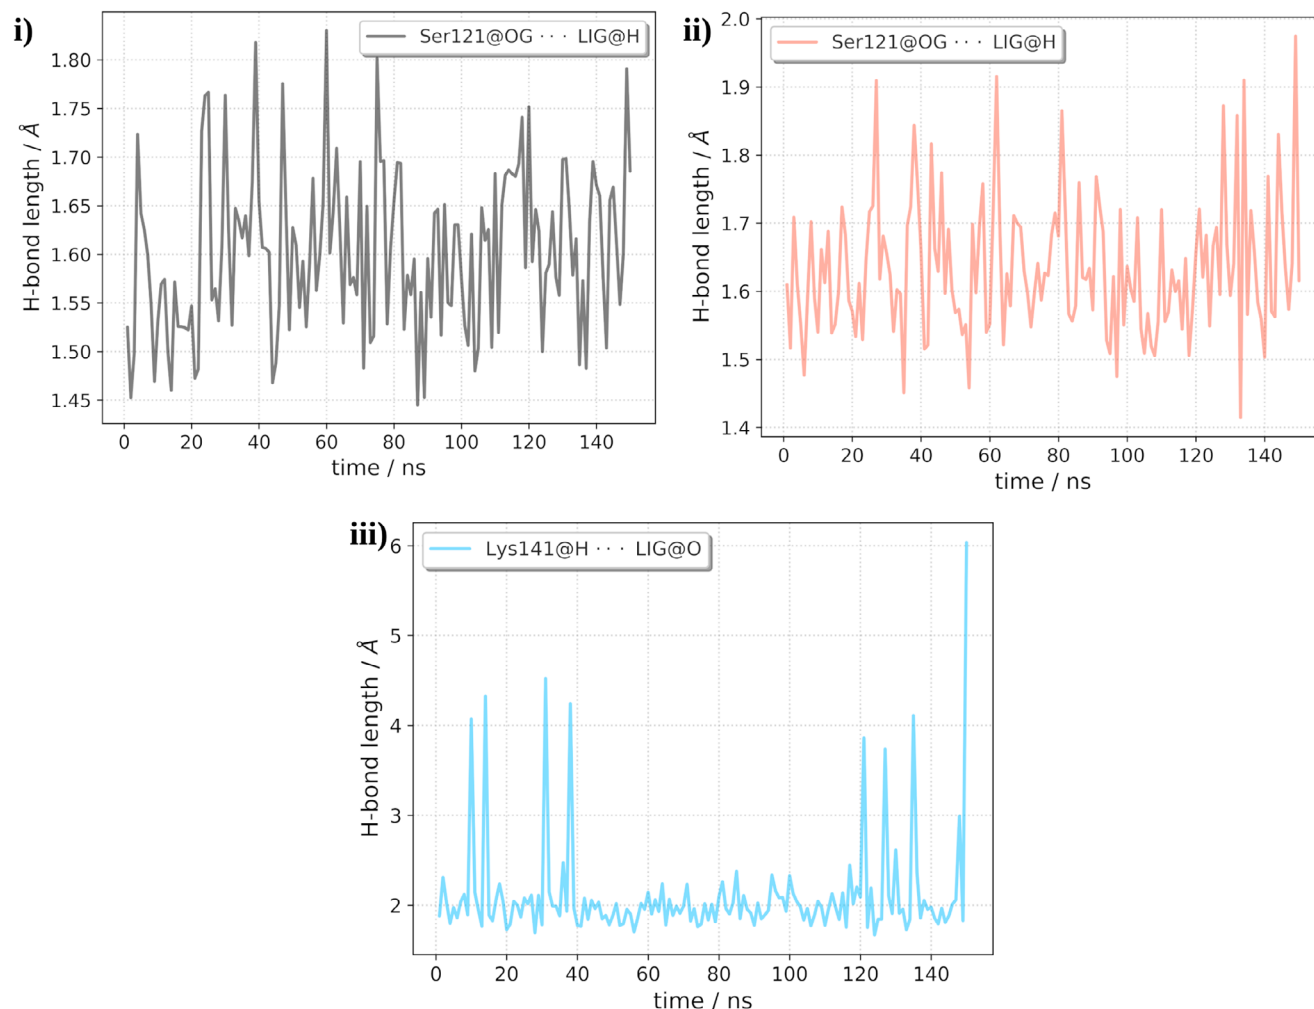 i)
Ser121@OG · · · LIG@H
H-bond length / Å
1.80
1.75
1.70
1.65
1.60
1.55
1.50
1.45
0 20 40 60 80 100 120 140
time / ns
ii)
Ser121@OG · · · LIG@H
H-bond length / Å
2.0
1.9
1.8
1.7
1.6
1.5
1.4
0 20 40 60 80 100 120 140
time / ns
iii)
Lys141@H · · · LIG@O
H-bond length / Å
6
5
4
3
2
0 20 40 60 80 100 120 140
time / ns